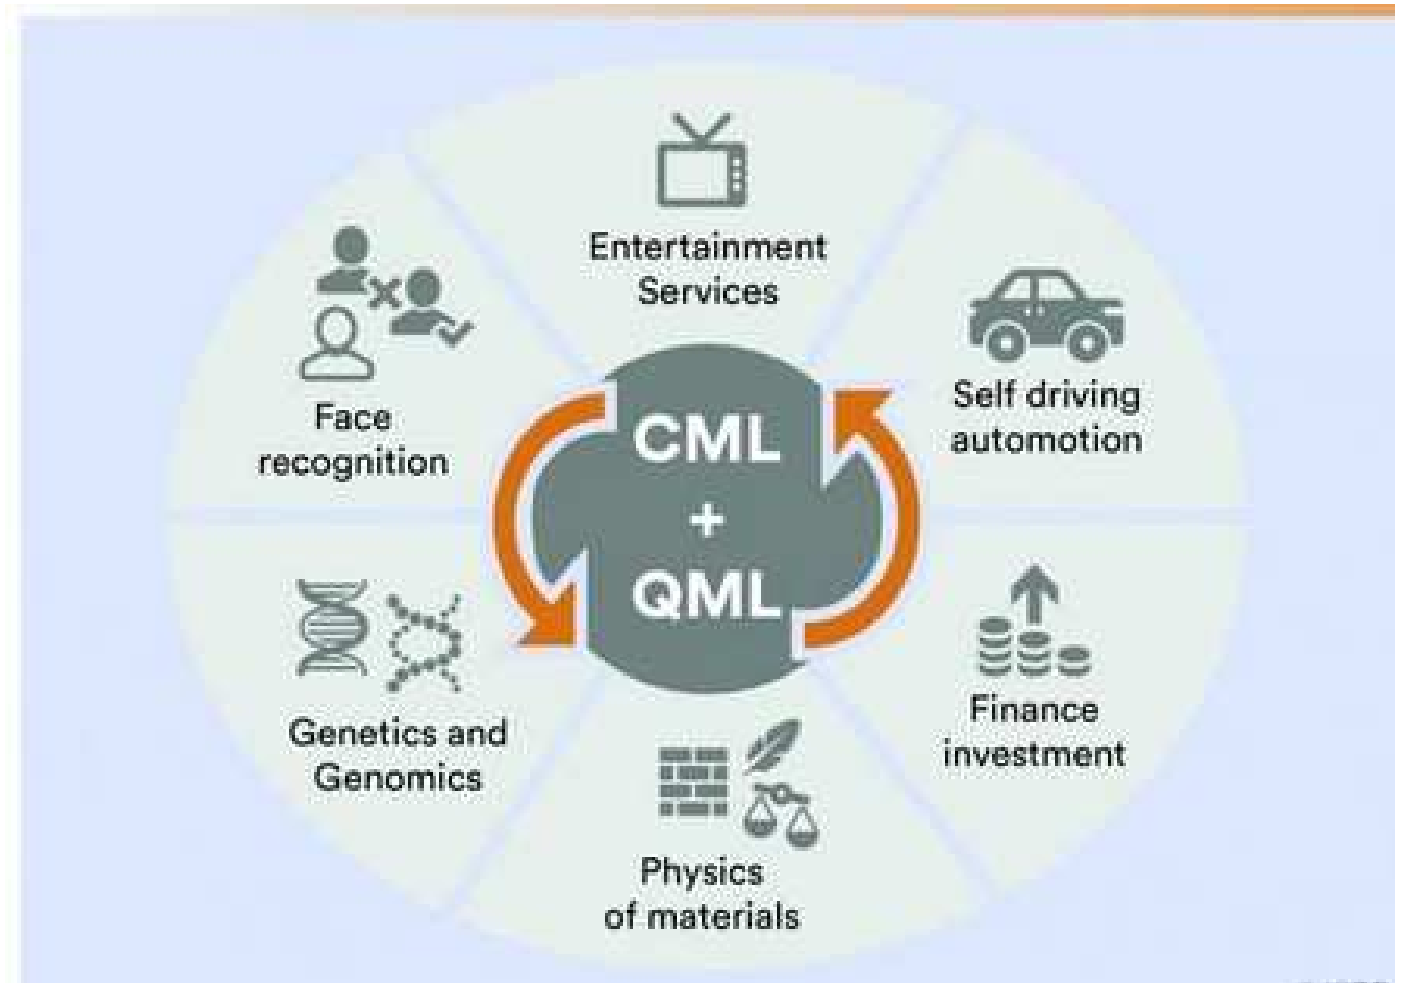 Entertainment
Services
Self driving
automotion
Finance
investment
Physics
of materials
Genetics and
Genomics
Face
recognition
CML
+
QML